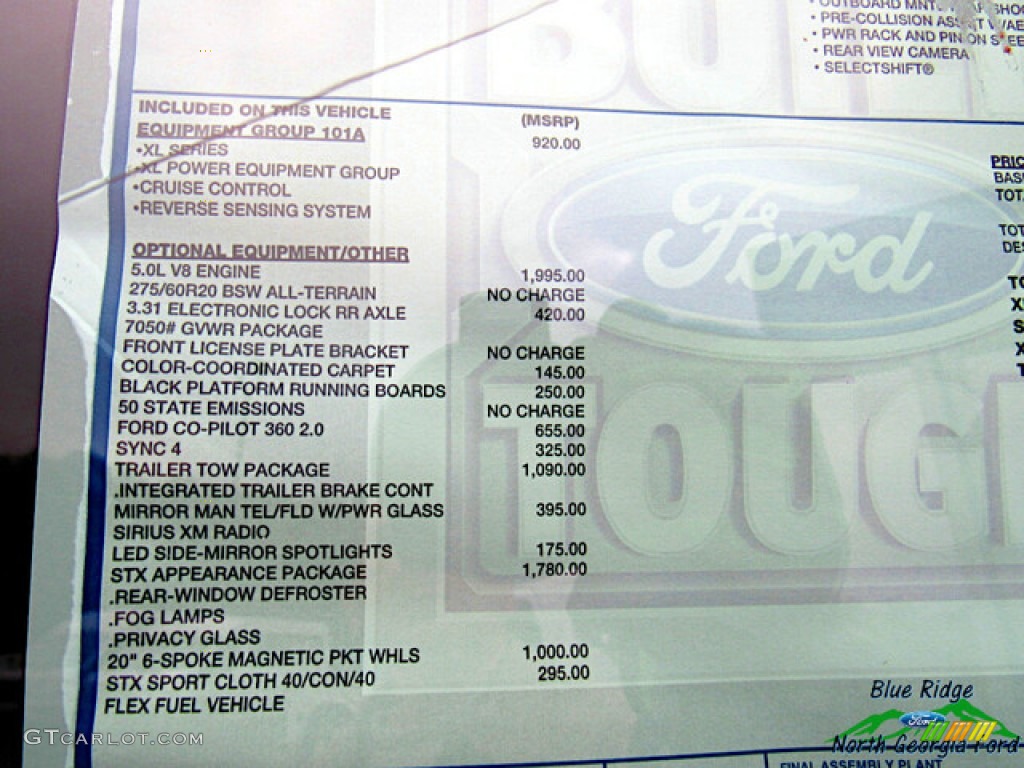 • PRE-COLLISION
• PWR RACK AND PINION
• REAR VIEW CAMERA
• SELECTSHIFT®
INCLUDED ON THIS VEHICLE (MSRP)
EQUIPMENT GROUP 101A 920.00
•XL SERIES
•XL POWER EQUIPMENT GROUP
•CRUISE CONTROL
•REVERSE SENSING SYSTEM
OPTIONAL EQUIPMENT/OTHER
5.0L V8 ENGINE 1,995.00
275/60R20 BSW ALL-TERRAIN NO CHARGE
3.31 ELECTRONIC LOCK RR AXLE 420.00
7050# GVWR PACKAGE
FRONT LICENSE PLATE BRACKET NO CHARGE
COLOR-COORDINATED CARPET 145.00
BLACK PLATFORM RUNNING BOARDS 250.00
50 STATE EMISSIONS NO CHARGE
FORD CO-PILOT 360 2.0 655.00
SYNC 4 325.00
TRAILER TOW PACKAGE 1,090.00
.INTEGRATED TRAILER BRAKE CONT
MIRROR MAN TEL/FLD W/PWR GLASS 395.00
SIRIUS XM RADIO
LED SIDE-MIRROR SPOTLIGHTS 175.00
STX APPEARANCE PACKAGE 1,780.00
.REAR-WINDOW DEFROSTER
.FOG LAMPS
.PRIVACY GLASS
20" 6-SPOKE MAGNETIC PKT WHLS 1,000.00
STX SPORT CLOTH 40/CON/40 295.00
FLEX FUEL VEHICLE
Ford
TOUGH
Blue Ridge
Ford
North Georgia Ford
GTcarlot.com
FINAL ASSEMBLY PLANT